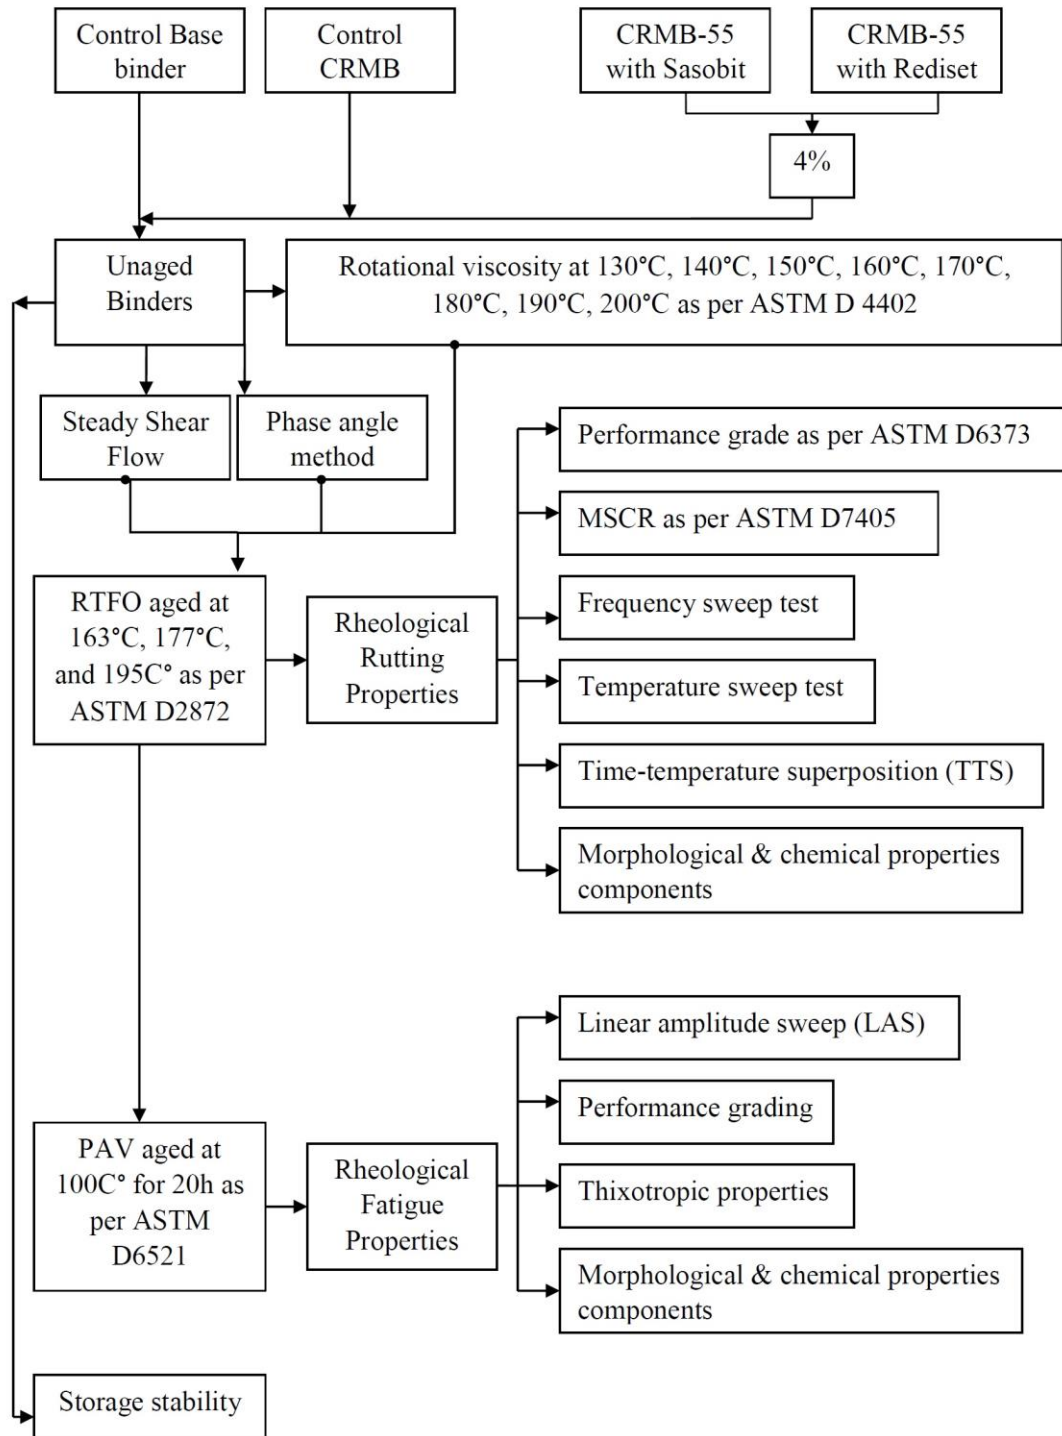 Control Base
binder
Control
CRMB
CRMB-55
with Sasobit
CRMB-55
with Rediset
4%
Unaged
Binders
Rotational viscosity at 130°C, 140°C, 150°C, 160°C, 170°C,
180°C, 190°C, 200°C as per ASTM D 4402
Steady Shear
Flow
Phase angle
method
Performance grade as per ASTM D6373
MSCR as per ASTM D7405
Frequency sweep test
RTFO aged at
163°C, 177°C,
and 195C° as per
ASTM D2872
Rheological
Rutting
Properties
Temperature sweep test
Time-temperature superposition (TTS)
Morphological & chemical properties
components
Linear amplitude sweep (LAS)
Performance grading
PAV aged at
100C° for 20h as
per ASTM
D6521
Rheological
Fatigue
Properties
Thixotropic properties
Morphological & chemical properties
components
Storage stability